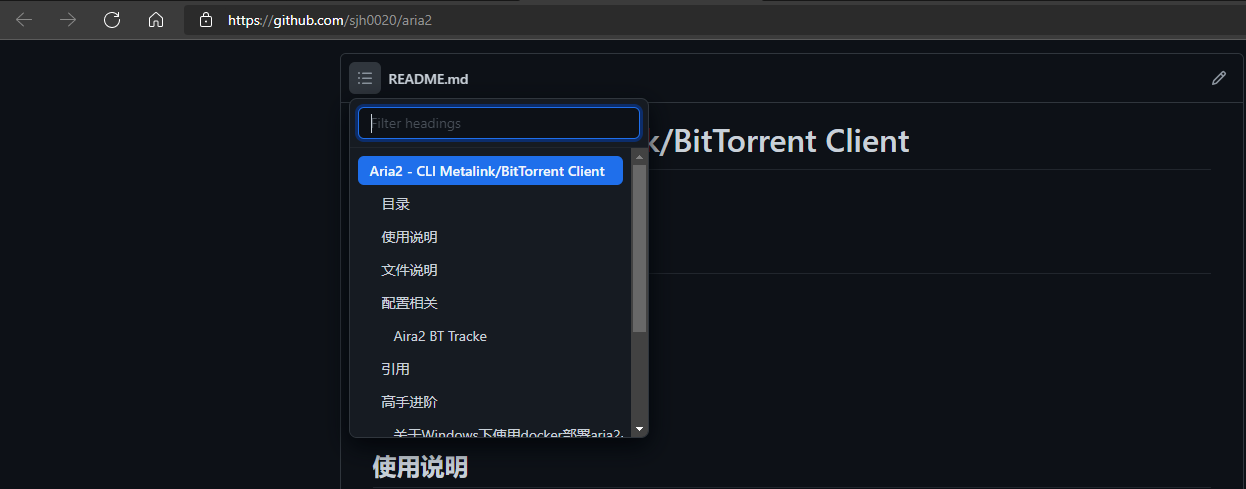 https://github.com/sjh0020/aria2
README.md
Filter headings
k/BitTorrent Client
Aria2 - CLI Metalink/BitTorrent Client
目录
使用说明
文件说明
配置相关
Aira2 BT Tracke
引用
高手进阶
关于Windows下使用docker部署aria2
使用说明